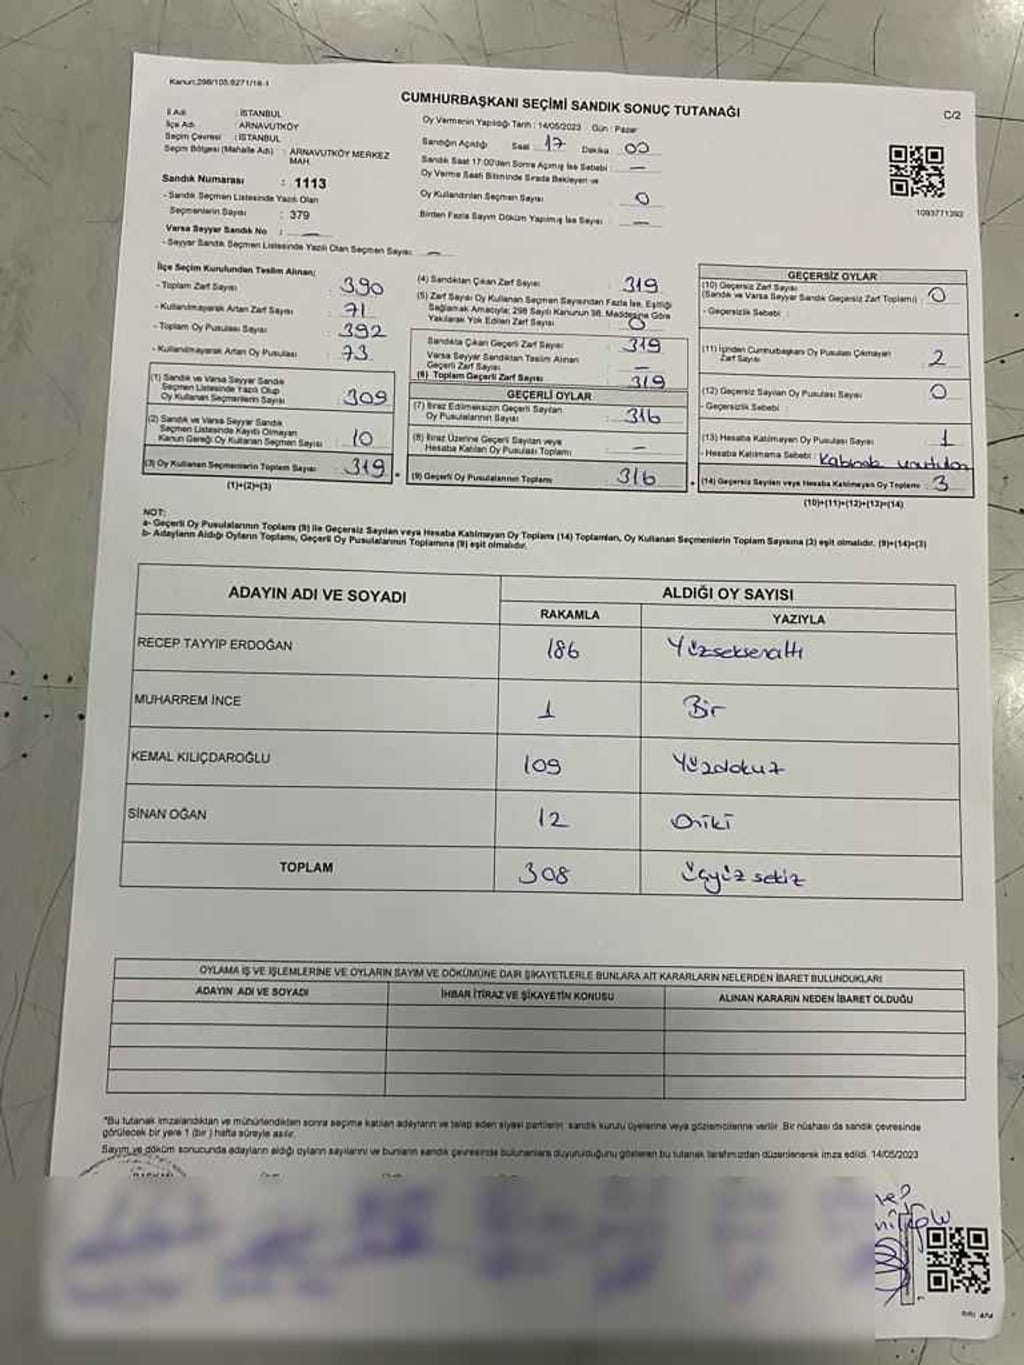 Kanun:298/105,6271/16-1
CUMHURBAŞKANI SEÇİMİ SANDIK SONUÇ TUTANAĞI
C/2
İl Adı : İSTANBUL
İlçe Adı : ARNAVUTKÖY
Seçim Çevresi : İSTANBUL
Seçim Bölgesi (Mahalle Adı) : ARNAVUTKÖY MERKEZ
MAH.
Sandık Numarası : 1113
- Sandık Seçmen Listesinde Yazılı Olan
Seçmenlerin Sayısı : 379
Varsa Seyyar Sandık No : —
- Seyyar Sandık Seçmen Listesinde Yazılı Olan Seçmen Sayısı: —
Oy Vermenin Yapıldığı Tarih : 14/05/2023 , Gün : Pazar
Sandığın Açıldığı Saat 17 Dakika 00
Sandık Saat 17:00'den Sonra Açılmış İse Sebebi : —
Oy Verme Saati Bitiminde Sırada Bekleyen ve
Oy Kullandırılan Seçmen Sayısı : 0
Birden Fazla Sayım Döküm Yapılmış İse Sayısı : —
1093771392
İlçe Seçim Kurulundan Teslim Alınan;
- Toplam Zarf Sayısı : 390
- Kullanılmayarak Artan Zarf Sayısı : 71
- Toplam Oy Pusulası Sayısı : 392
- Kullanılmayarak Artan Oy Pusulası : 73
(1) Sandık ve Varsa Seyyar Sandık
Seçmen Listesinde Yazılı Olup
Oy Kullanan Seçmenlerin Sayısı : 309
(2) Sandık ve Varsa Seyyar Sandık
Seçmen Listesinde Kayıtlı Olmayan
Kanun Gereği Oy Kullanan Seçmen Sayısı : 10
(3) Oy Kullanan Seçmenlerin Toplam Sayısı : 319
(1)+(2)=(3)
(4) Sandıktan Çıkan Zarf Sayısı : 319
(5) Zarf Sayısı Oy Kullanan Seçmen Sayısından Fazla İse, Eşitliği
Sağlamak Amacıyla; 298 Sayılı Kanunun 98. Maddesine Göre
Yakılarak Yok Edilen Zarf Sayısı : 0
Sandıkta Çıkan Geçerli Zarf Sayısı : 319
Varsa Seyyar Sandıktan Teslim Alınan
Geçerli Zarf Sayısı : —
(6) Toplam Geçerli Zarf Sayısı : 319
GEÇERLİ OYLAR
(7) İtiraz Edilmeksizin Geçerli Sayılan
Oy Pusulalarının Sayısı : 316
(8) İtiraz Üzerine Geçerli Sayılan veya
Hesaba Katılan Oy Pusulaları Toplamı : —
(9) Geçerli Oy Pusulalarının Toplamı : 316
GEÇERSİZ OYLAR
(10) Geçersiz Zarf Sayısı
(Sandık ve Varsa Seyyar Sandık Geçersiz Zarf Toplamı) : 0
- Geçersizlik Sebebi :
(11) İçinden Cumhurbaşkanı Oy Pusulası Çıkmayan
Zarf Sayısı : 2
(12) Geçersiz Sayılan Oy Pusulası Sayısı : 0
- Geçersizlik Sebebi :
(13) Hesaba Katılmayan Oy Pusulası Sayısı : 1
- Hesaba Katılmama Sebebi : Kabinde unutulan
(14) Geçersiz Sayılan veya Hesaba Katılmayan Oy Toplamı : 3
(10)+(11)+(12)+(13)=(14)
NOT:
a- Geçerli Oy Pusulalarının Toplamı (9) ile Geçersiz Sayılan veya Hesaba Katılmayan Oy Toplamı (14) Toplamları, Oy Kullanan Seçmenlerin Toplam Sayısına (3) eşit olmalıdır. (9)+(14)=(3)
b- Adayların Aldığı Oyların Toplamı, Geçerli Oy Pusulalarının Toplamına (9) eşit olmalıdır.
ADAYIN ADI VE SOYADI ALDIĞI OY SAYISI
RAKAMLA YAZIYLA
RECEP TAYYİP ERDOĞAN 186 Yüzseksenaltı
MUHARREM İNCE 1 Bir
KEMAL KILIÇDAROĞLU 109 Yüzdokuz
SİNAN OĞAN 12 Oniki
TOPLAM 308 üçyüz sekiz
OYLAMA İŞ VE İŞLEMLERİNE VE OYLARIN SAYIM VE DÖKÜMÜNE DAİR ŞİKAYETLERLE BUNLARA AİT KARARLARIN NELERDEN İBARET BULUNDUKLARI
ADAYIN ADI VE SOYADI İHBAR İTİRAZ VE ŞİKAYETİN KONUSU ALINAN KARARIN NEDEN İBARET OLDUĞU
*Bu tutanak imzalandıktan ve mühürlendikten sonra seçime katılan adayların ve talep eden siyasi partilerin, sandık kurulu üyelerine veya gözlemcilerine verilir. Bir nüshası da sandık çevresinde
görülecek bir yere 1 (bir) hafta süreyle asılır.
Sayım ve döküm sonucunda adayların aldığı oyların sayılarını ve bunların sandık çevresinde bulunanlara duyurulduğunu gösteren bu tutanak tarafımızdan düzenlenerek imza edildi. 14/05/2023